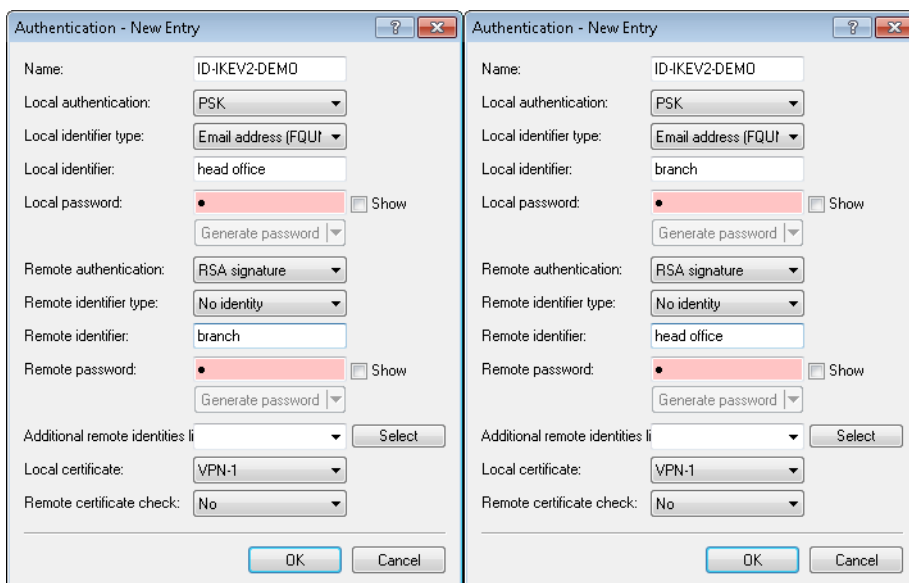 Authentication - New Entry
Name: ID-IKEV2-DEMO
Local authentication: PSK
Local identifier type: Email address (FQUI
Local identifier: head office
Local password: ● Show
Generate password
Remote authentication: RSA signature
Remote identifier type: No identity
Remote identifier: branch
Remote password: ● Show
Generate password
Additional remote identities li Select
Local certificate: VPN-1
Remote certificate check: No
OK Cancel
Authentication - New Entry
Name: ID-IKEV2-DEMO
Local authentication: PSK
Local identifier type: Email address (FQUI
Local identifier: branch
Local password: ● Show
Generate password
Remote authentication: RSA signature
Remote identifier type: No identity
Remote identifier: head office
Remote password: ● Show
Generate password
Additional remote identities li Select
Local certificate: VPN-1
Remote certificate check: No
OK Cancel